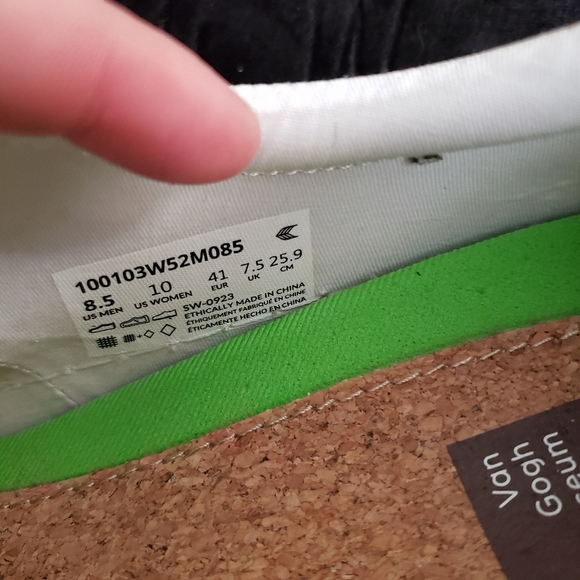 100103W52M085
8.5 10 41 7.5 25.9
US MEN US WOMEN EUR UK CM
SW-0923
ETHICALLY MADE IN CHINA
ÉTHIQUEMENT FABRIQUÉ EN CHINE
ÉTICAMENTE HECHO EN CHINA
Van
Gogh
eum